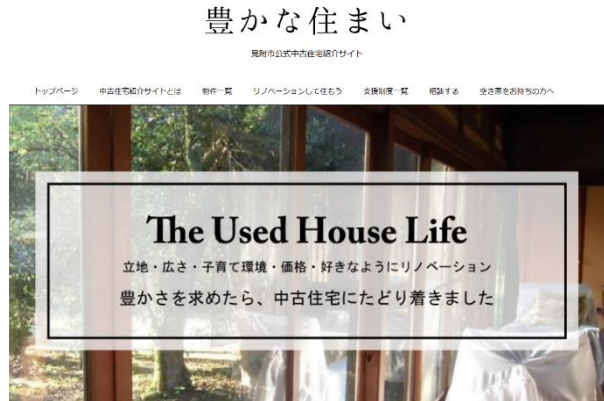 豊かな住まい
見附市公式中古住宅紹介サイト
トップページ 中古住宅紹介サイトとは 物件一覧 リノベーションして住もう 支援制度一覧 相談する 空き家をお持ちの方へ
The Used House Life
立地・広さ・子育て環境・価格・好きなようにリノベーション
豊かさを求めたら、中古住宅にたどり着きました